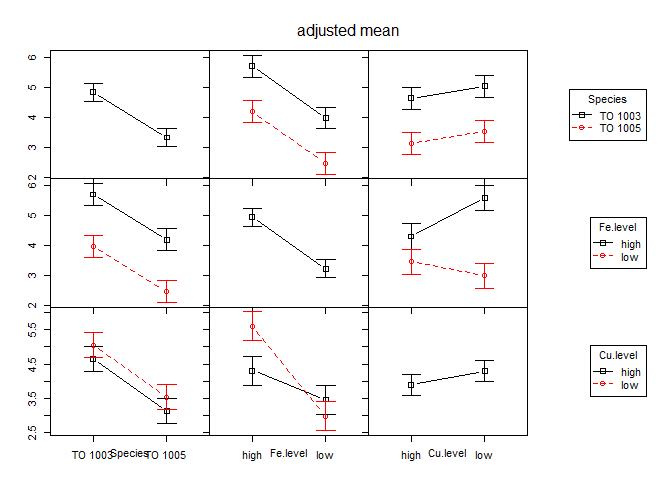 adjusted mean
2 3 4 5 6
Species
TO 1003
TO 1005
2 3 4 5 6
Fe.level
high
low
2.5 3.5 4.5 5.5
Cu.level
high
low
TO 1003 Species TO 1005 high Fe.level low high Cu.level low